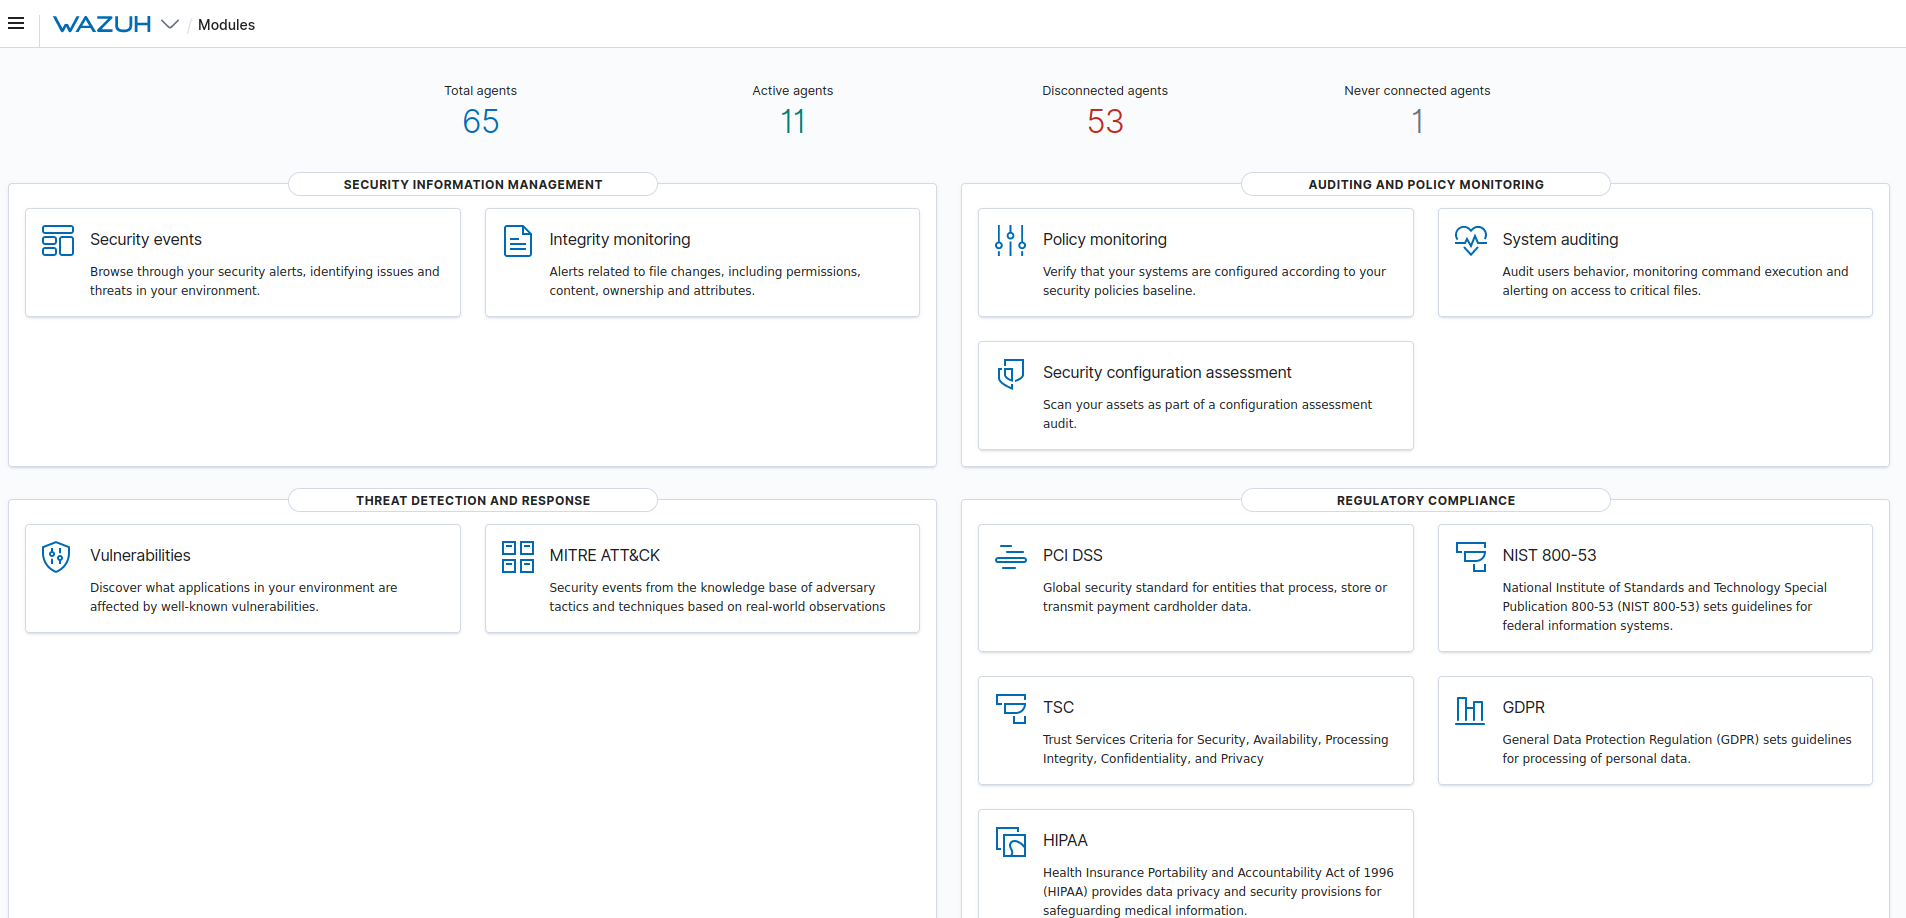 WAZUH / Modules
Total agents
65
Active agents
11
Disconnected agents
53
Never connected agents
1
SECURITY INFORMATION MANAGEMENT
Security events
Browse through your security alerts, identifying issues and
threats in your environment.
Integrity monitoring
Alerts related to file changes, including permissions,
content, ownership and attributes.
AUDITING AND POLICY MONITORING
Policy monitoring
Verify that your systems are configured according to your
security policies baseline.
System auditing
Audit users behavior, monitoring command execution and
alerting on access to critical files.
Security configuration assessment
Scan your assets as part of a configuration assessment
audit.
THREAT DETECTION AND RESPONSE
Vulnerabilities
Discover what applications in your environment are
affected by well-known vulnerabilities.
MITRE ATT&CK
Security events from the knowledge base of adversary
tactics and techniques based on real-world observations
REGULATORY COMPLIANCE
PCI DSS
Global security standard for entities that process, store or
transmit payment cardholder data.
NIST 800-53
National Institute of Standards and Technology Special
Publication 800-53 (NIST 800-53) sets guidelines for
federal information systems.
TSC
Trust Services Criteria for Security, Availability, Processing
Integrity, Confidentiality, and Privacy
GDPR
General Data Protection Regulation (GDPR) sets guidelines
for processing of personal data.
HIPAA
Health Insurance Portability and Accountability Act of 1996
(HIPAA) provides data privacy and security provisions for
safeguarding medical information.